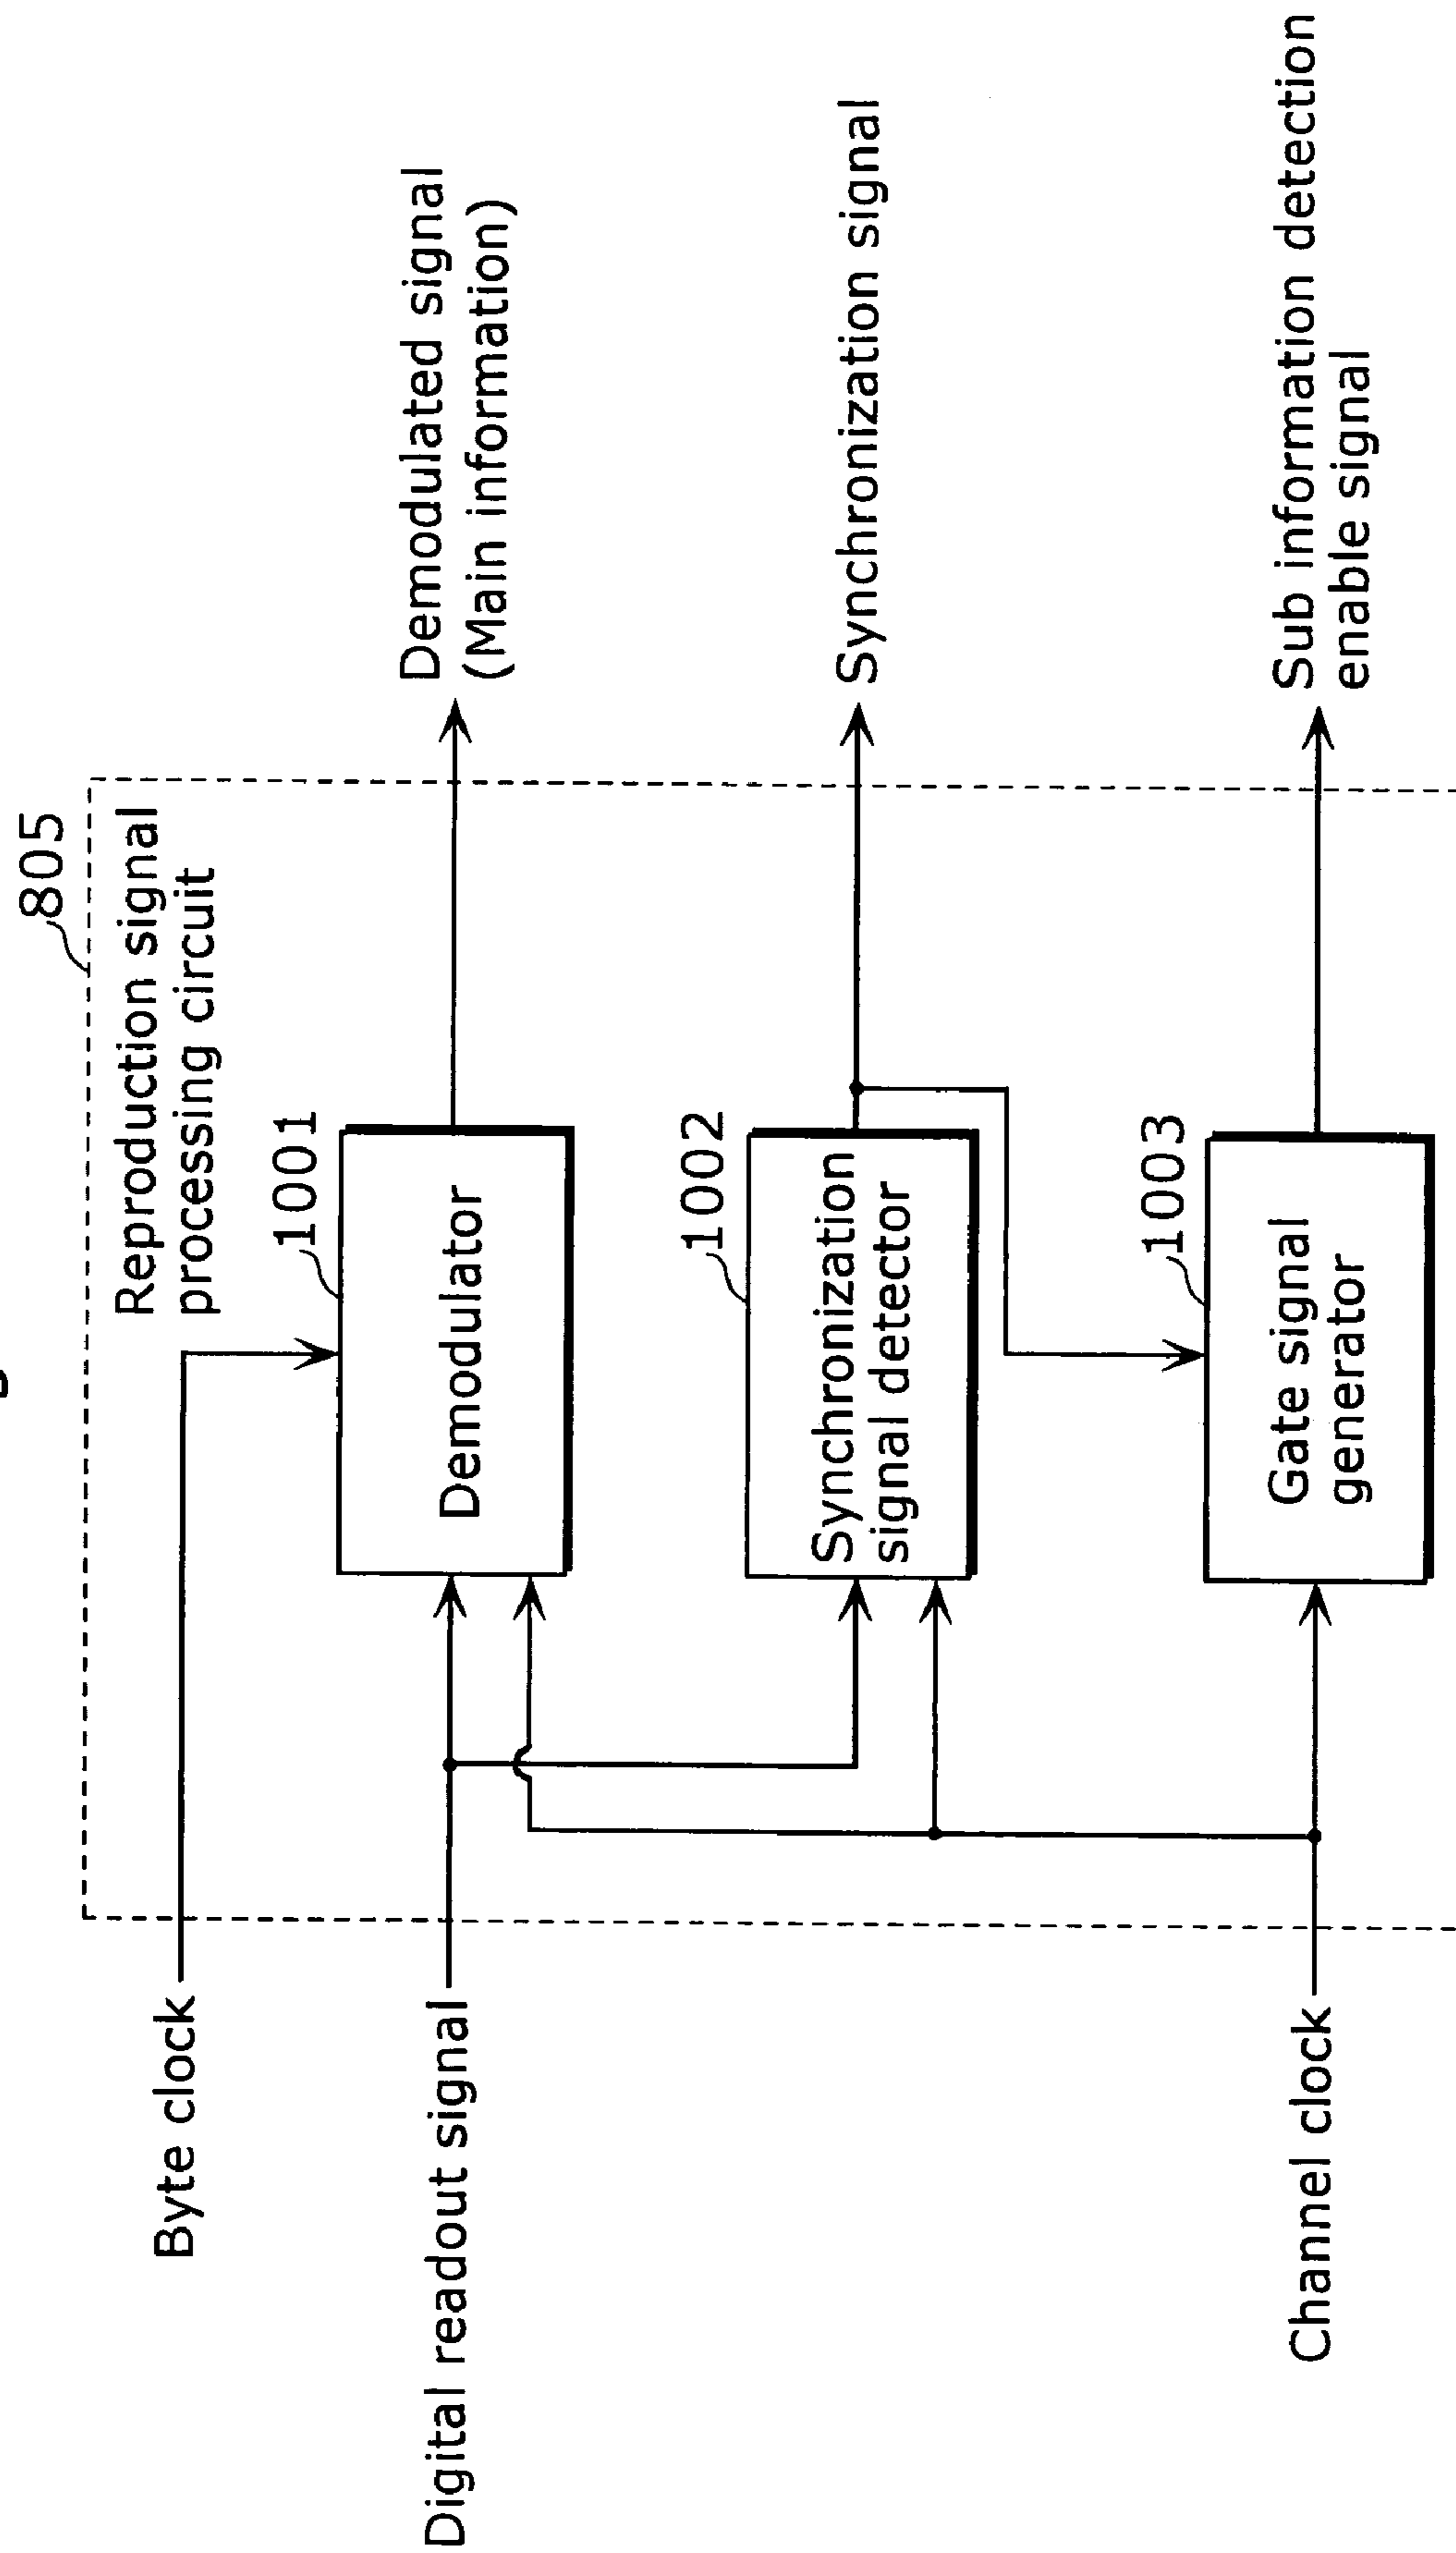 805
Reproduction signal
processing circuit
Byte clock
1001
Demodulator
Demodulated signal
(Main information)
Digital readout signal
1002
Synchronization
signal detector
Synchronization signal
1003
Gate signal
generator
Sub information detection
enable signal
Channel clock